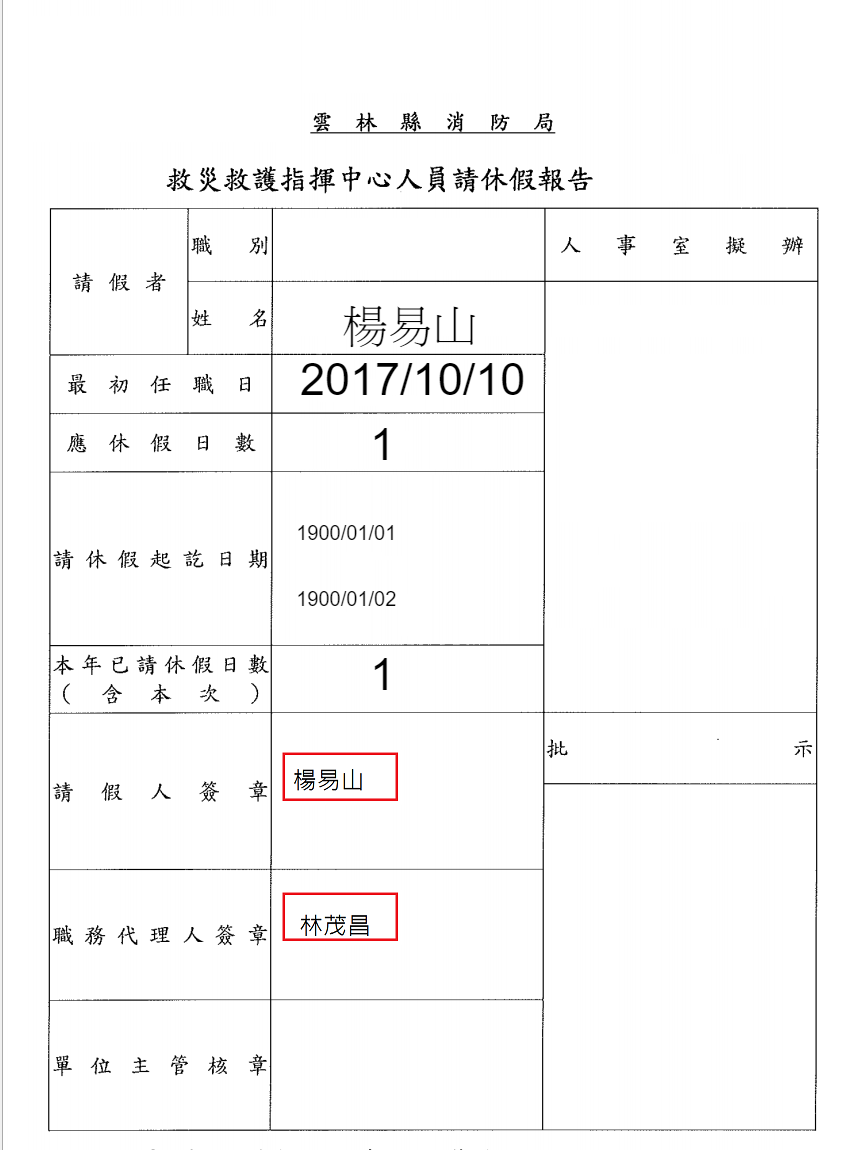 雲林縣消防局
救災救護指揮中心人員請休假報告
請假者
職別
人事室擬辦
姓名
楊易山
最初任職日
2017/10/10
應休假日數
1
請休假起訖日期
1900/01/01
1900/01/02
本年已請休假日數
(含本次)
1
請假人簽章
楊易山
批示
職務代理人簽章
林茂昌
單位主管核章